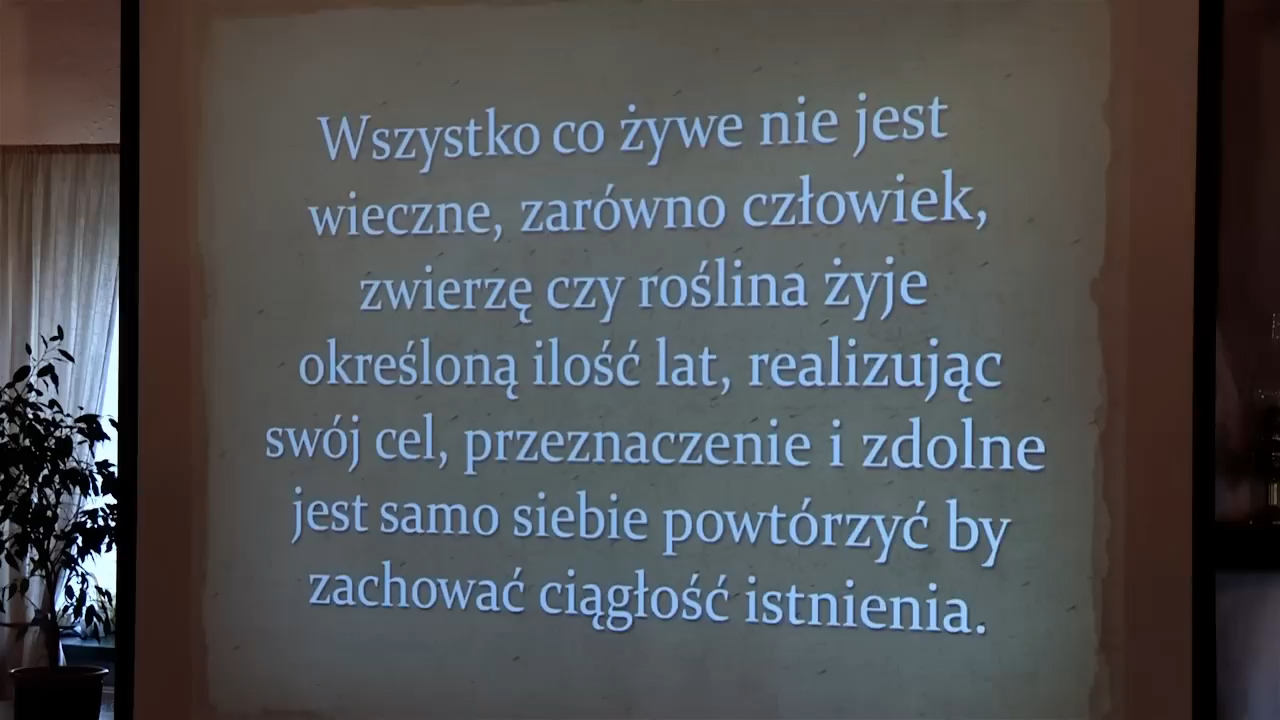 Wszystko co żywe nie jest
wieczne, zarówno człowiek,
zwierzę czy roślina żyje
określoną ilość lat, realizując
swój cel, przeznaczenie i zdolne
jest samo siebie powtórzyć by
zachować ciągłość istnienia.